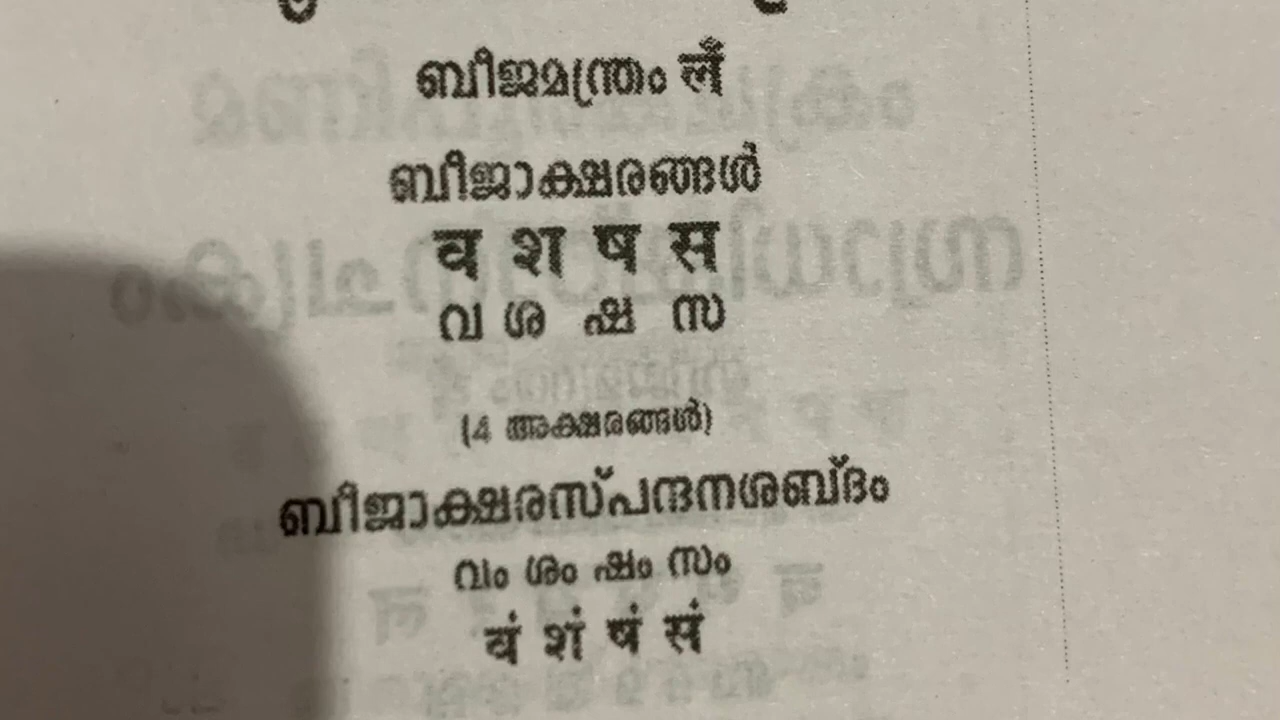 ബീജമന്ത്രം लँ
ബീജാക്ഷരങ്ങൾ
व श ष स
വ ശ ഷ സ
(4 അക്ഷരങ്ങൾ)
ബീജാക്ഷരസ്പന്ദനശബ്ദം
വം ശം ഷം സം
वं शं षं सं